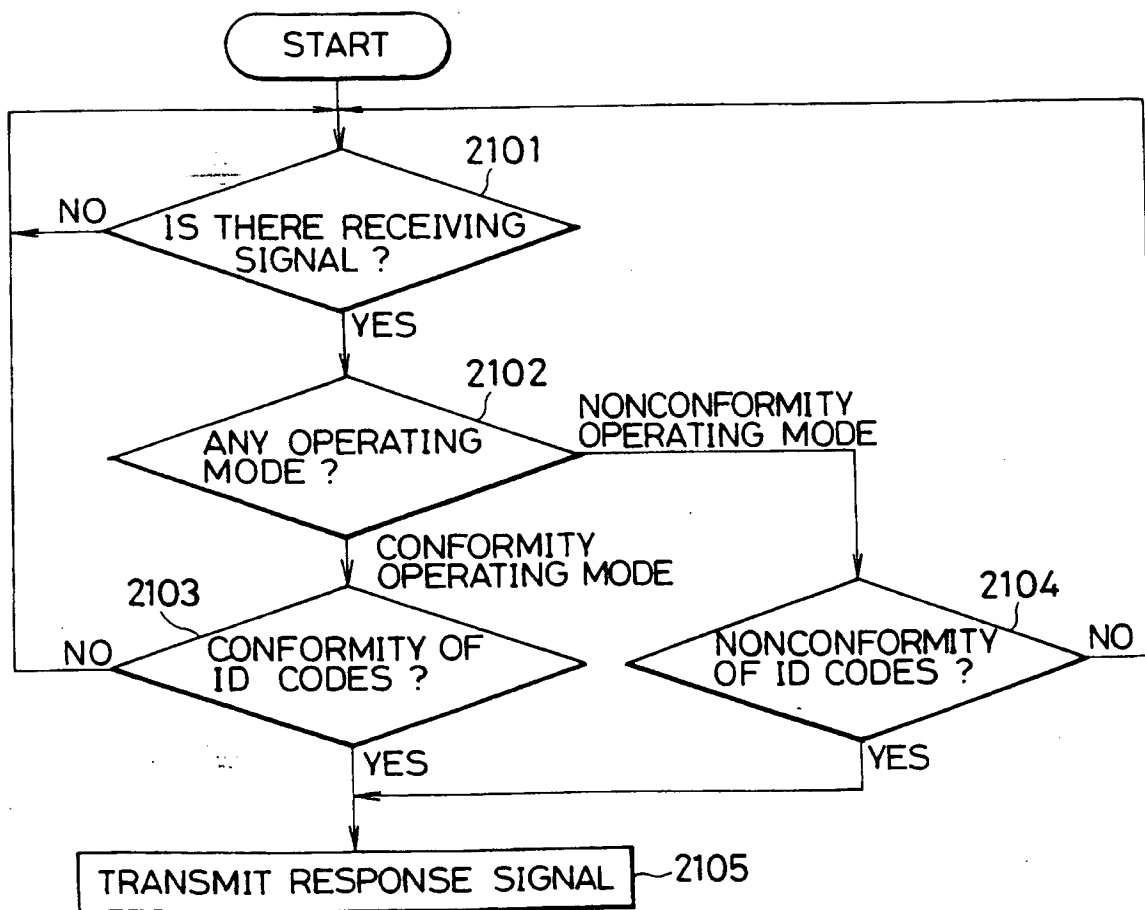 START
2101
NO
IS THERE RECEIVING
SIGNAL ?
YES
2102
ANY OPERATING
MODE ?
NONCONFORMITY
OPERATING MODE
CONFORMITY
OPERATING MODE
2103
NO
CONFORMITY OF
ID CODES ?
YES
2104
NONCONFORMITY
OF ID CODES ?
NO
YES
TRANSMIT RESPONSE SIGNAL
2105